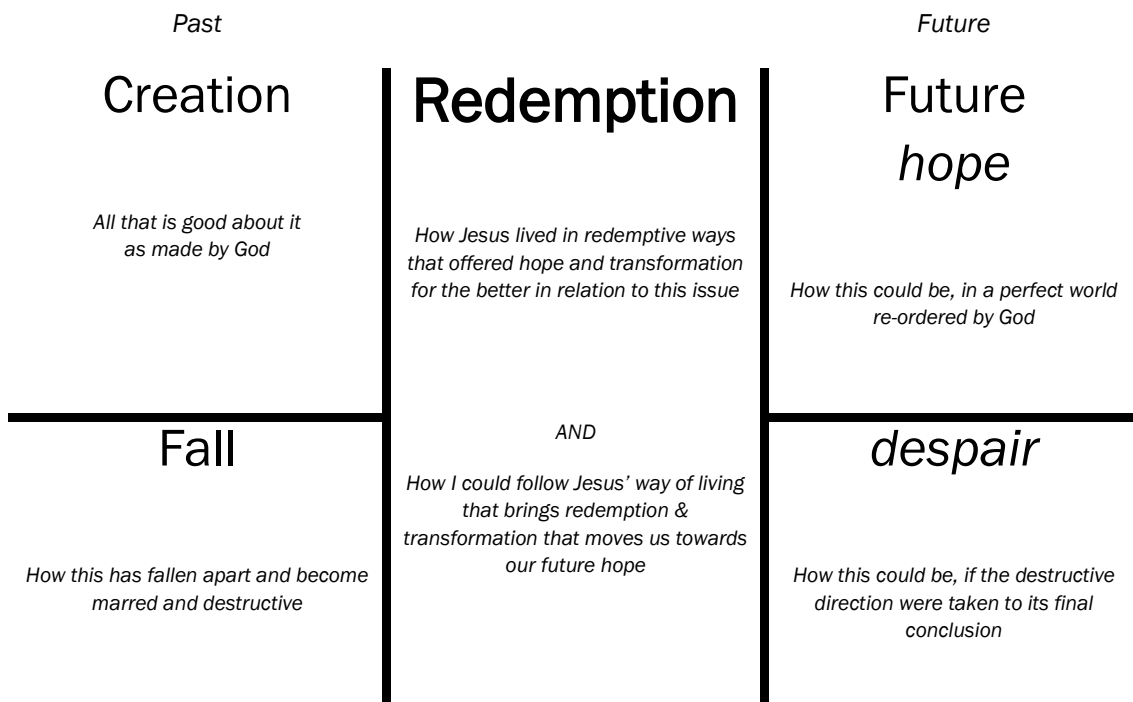 Past
Future
Creation
All that is good about it
as made by God
Fall
How this has fallen apart and become
marred and destructive
Redemption
How Jesus lived in redemptive ways
that offered hope and transformation
for the better in relation to this issue
AND
How I could follow Jesus’ way of living
that brings redemption &
transformation that moves us towards
our future hope
Future
hope
How this could be, in a perfect world
re-ordered by God
despair
How this could be, if the destructive
direction were taken to its final
conclusion